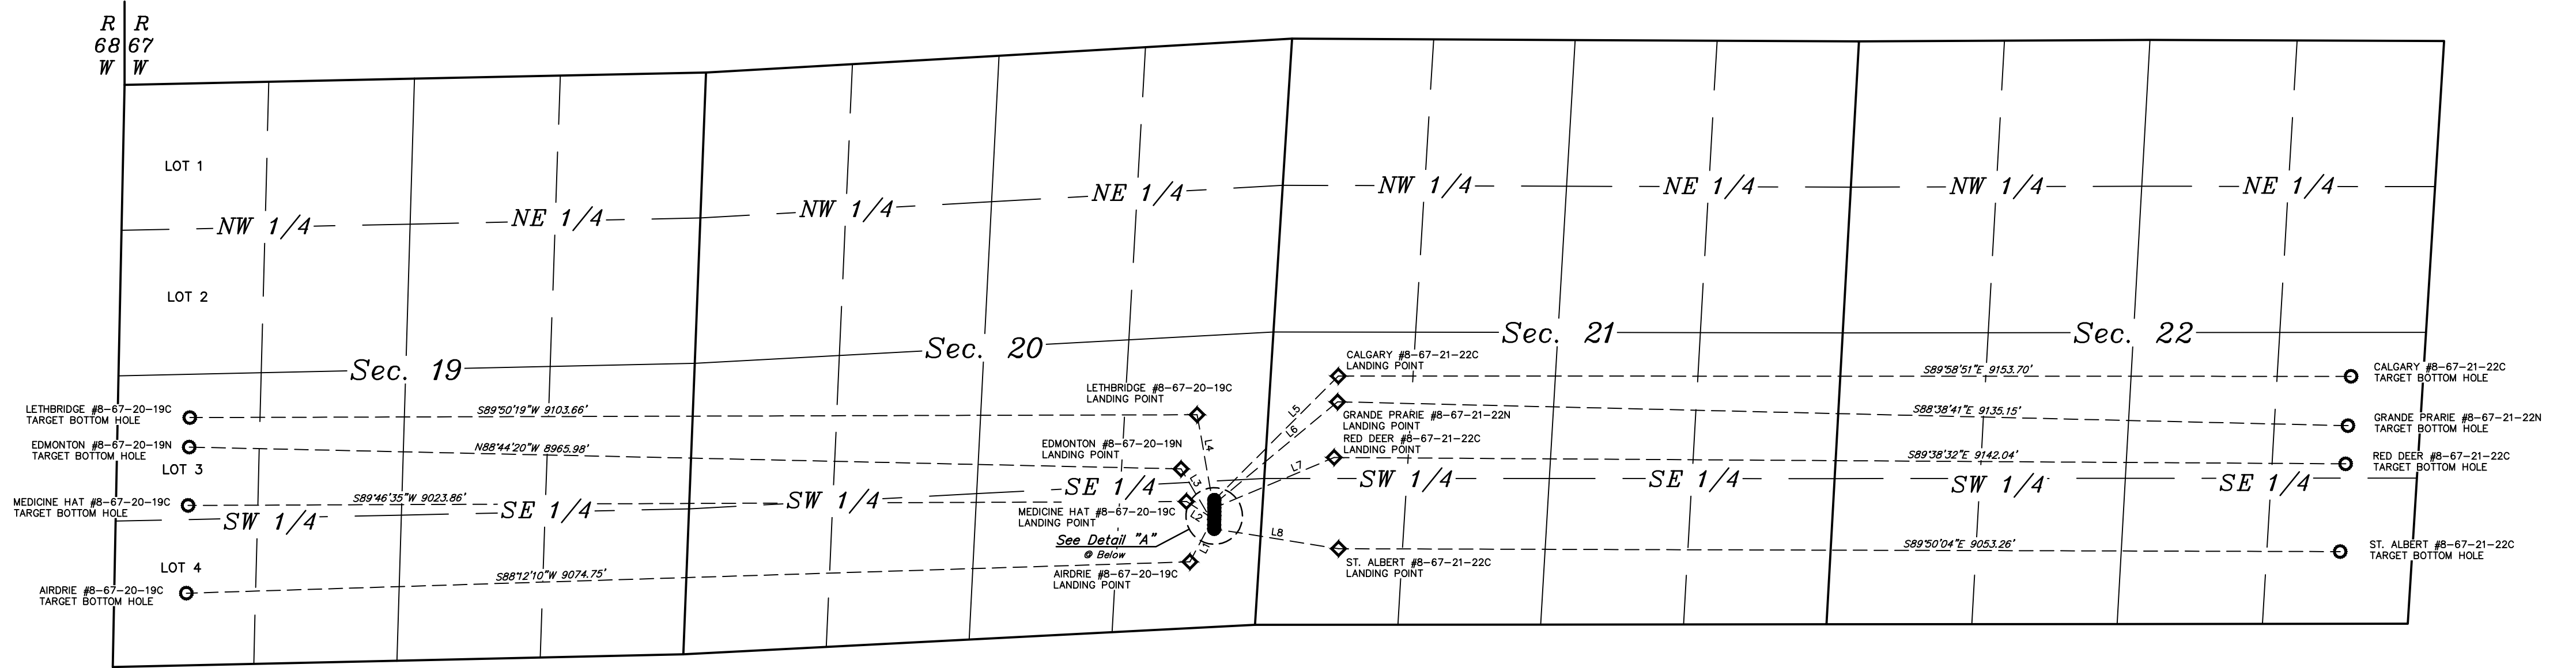 R R
68 67
W W
LOT 1
LOT 2
LOT 3
LOT 4
NW 1/4
NE 1/4
NW 1/4
NE 1/4
NW 1/4
NE 1/4
NW 1/4
NE 1/4
Sec. 19
Sec. 20
Sec. 21
Sec. 22
SW 1/4
SE 1/4
SW 1/4
SE 1/4
SW 1/4
SE 1/4
SW 1/4
SE 1/4
LETHBRIDGE #8-67-20-19C
TARGET BOTTOM HOLE
S89°50'19"W 9103.66'
LETHBRIDGE #8-67-20-19C
LANDING POINT
EDMONTON #8-67-20-19N
TARGET BOTTOM HOLE
N88°44'20"W 8965.98'
EDMONTON #8-67-20-19N
LANDING POINT
MEDICINE HAT #8-67-20-19C
TARGET BOTTOM HOLE
S89°46'35"W 9023.86'
MEDICINE HAT #8-67-20-19C
LANDING POINT
AIRDRIE #8-67-20-19C
TARGET BOTTOM HOLE
S88°12'10"W 9074.75'
AIRDRIE #8-67-20-19C
LANDING POINT
See Detail "A"
@ Below
L1
L2
L3
L4
L5
L6
L7
L8
CALGARY #8-67-21-22C
LANDING POINT
S89°58'51"E 9153.70'
CALGARY #8-67-21-22C
TARGET BOTTOM HOLE
GRANDE PRARIE #8-67-21-22N
LANDING POINT
S88°38'41"E 9135.15'
GRANDE PRARIE #8-67-21-22N
TARGET BOTTOM HOLE
RED DEER #8-67-21-22C
LANDING POINT
S89°38'32"E 9142.04'
RED DEER #8-67-21-22C
TARGET BOTTOM HOLE
ST. ALBERT #8-67-21-22C
LANDING POINT
S89°50'04"E 9053.26'
ST. ALBERT #8-67-21-22C
TARGET BOTTOM HOLE